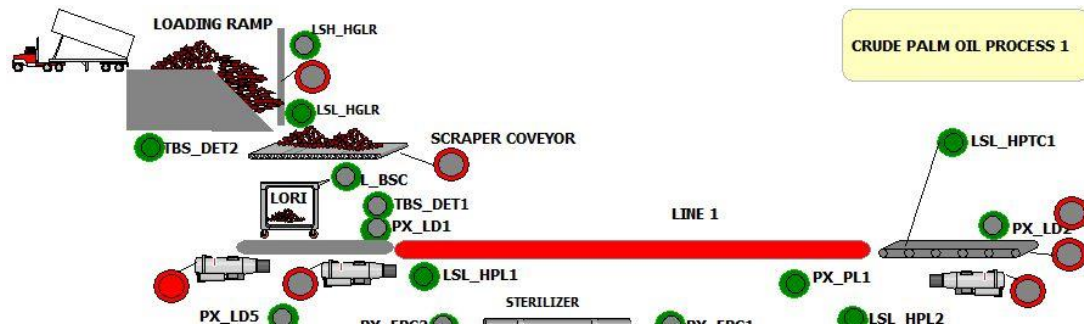 LOADING RAMP
LSH_HGLR
CRUDE PALM OIL PROCESS 1
LSL_HGLR
TBS_DET2
SCRAPER COVEYOR
LSL_HPTC1
L_BSC
LORI
TBS_DET1
LINE 1
PX_LD1
PX_LD2
LSL_HPL1
PX_PL1
STERILIZER
PX_LD5
LSL_HPL2